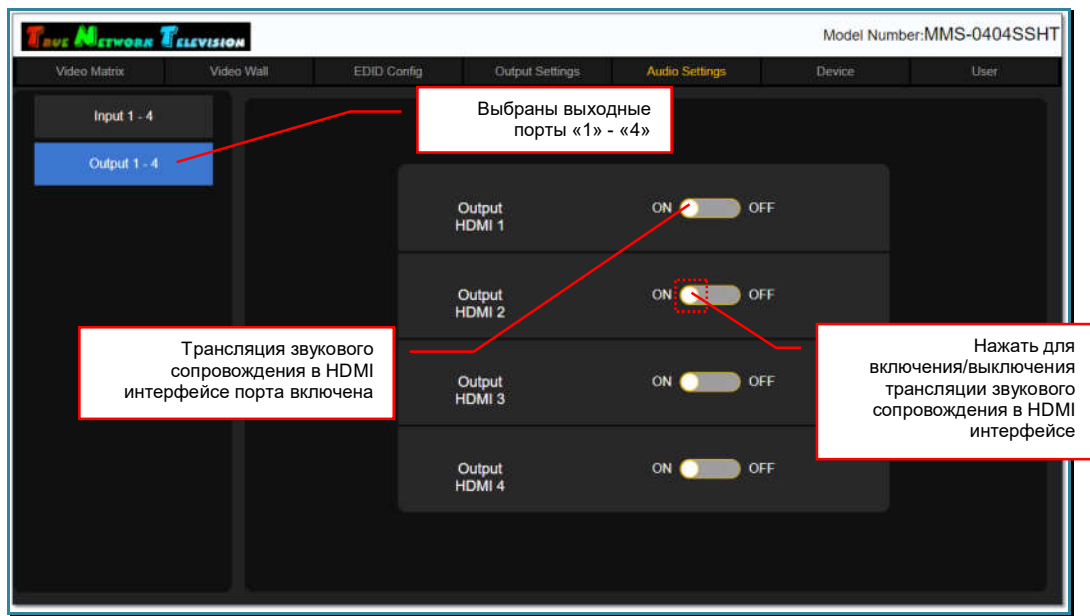 True Network Television
Model Number:MMS-0404SSHT
Video Matrix Video Wall EDID Config Output Settings Audio Settings Device User
Input 1 - 4
Output 1 - 4
Выбраны выходные
порты «1» - «4»
Output
HDMI 1
ON OFF
Output
HDMI 2
ON OFF
Трансляция звукового
сопровождения в HDMI
интерфейсе порта включена
Нажать для
включения/выключения
трансляции звукового
сопровождения в HDMI
интерфейсе
Output
HDMI 3
ON OFF
Output
HDMI 4
ON OFF